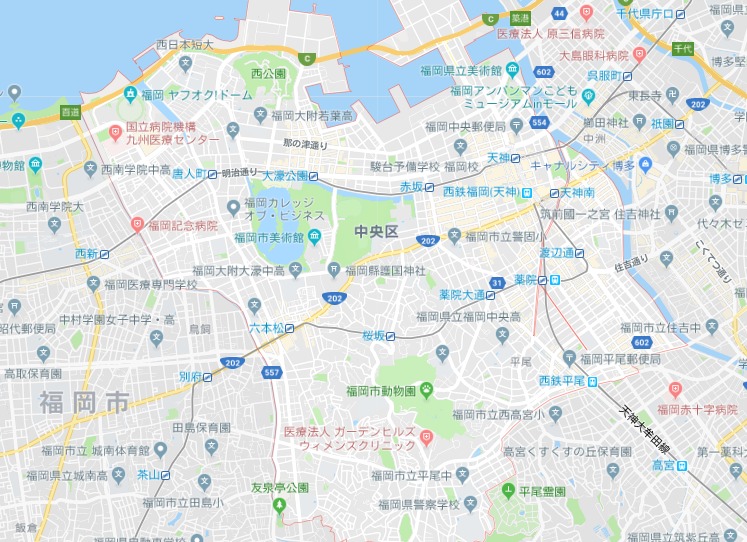 千代県庁口
44
築港
C
医療法人 原三信病院
西日本短大
大島眼科病院
千代
C
西公園
福岡県立美術館
602
呉服町
福岡 ヤフオク!ドーム
福岡アンパンマンこども
ミュージアムinモール
東長寺
202
百道
福岡大附若葉高
554
国立病院機構
九州医療センター
福岡中央郵便局
櫛田神社
祇園
中洲
那の津通り
天神
西南学院中高
唐人町
明治通り
大濠公園
駿台予備学校 福岡校
キャナルシティ博多
赤坂
西鉄福岡(天神)
天神南
西南学院大
福岡カレッジ
オブ・ビジネス
筑前國一之宮 住吉神社
福岡記念病院
福岡市美術館
中央区
202
福岡市立警固小
西新
渡辺通
こくてつ通り
住吉通り
福岡大附大濠中高
福岡縣護国神社
福岡医療専門学校
31
薬院
202
薬院大通
中村学園女子中学・高
鳥飼
六本松
桜坂
福岡県立福岡中央高
福岡市立住吉中
昭代郵便局
602
平尾
福岡平尾郵便局
202
高取保育園
別府
557
西鉄平尾
福岡市
福岡市動物園
福岡赤十字病院
天神大牟田線
福岡市立西高宮小
田島保育園
医療法人 ガーデンヒルズ
ウィメンズクリニック
福岡市立 城南体育館
高宮くすくすの丘保育園
高宮
福岡県立城南高
茶山
福岡市立平尾中
友泉亭公園
平尾霊園
福岡市立田島小
福岡県警察学校
飯倉
福岡県立筑紫丘高